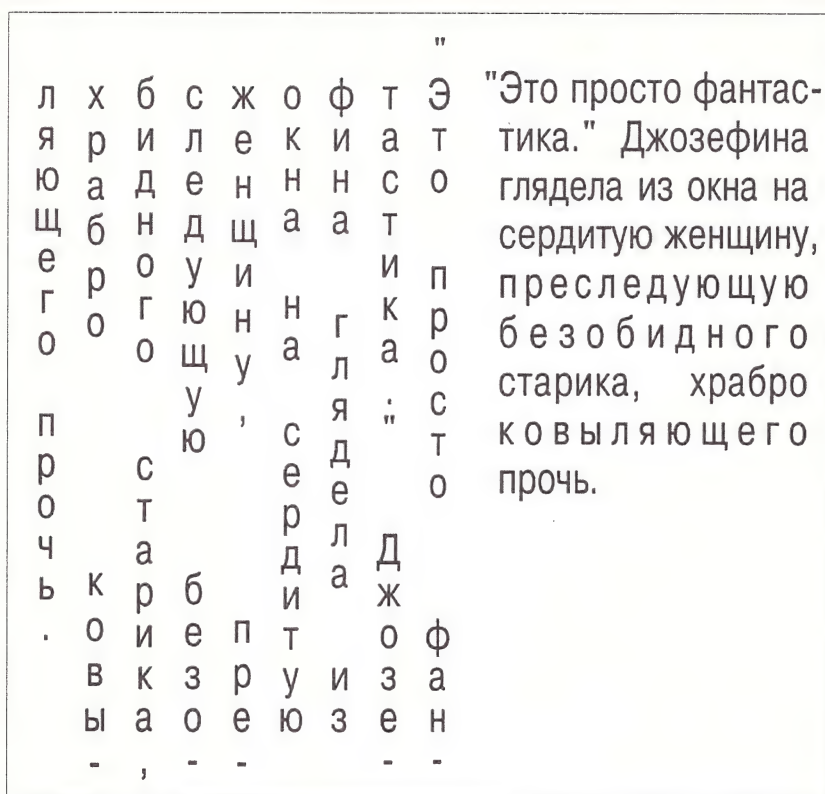 "Это просто фан-
тастика." Джозе-
фина глядела из
окна на сердитую
женщину, пре-
следующую безо-
бидного старика,
храбро ковы-
ляющего прочь.
"Это просто фантас-
тика." Джозефина
глядела из окна на
сердитую женщину,
преследующую
безобидного
старика, храбро
ковыляющего
прочь.